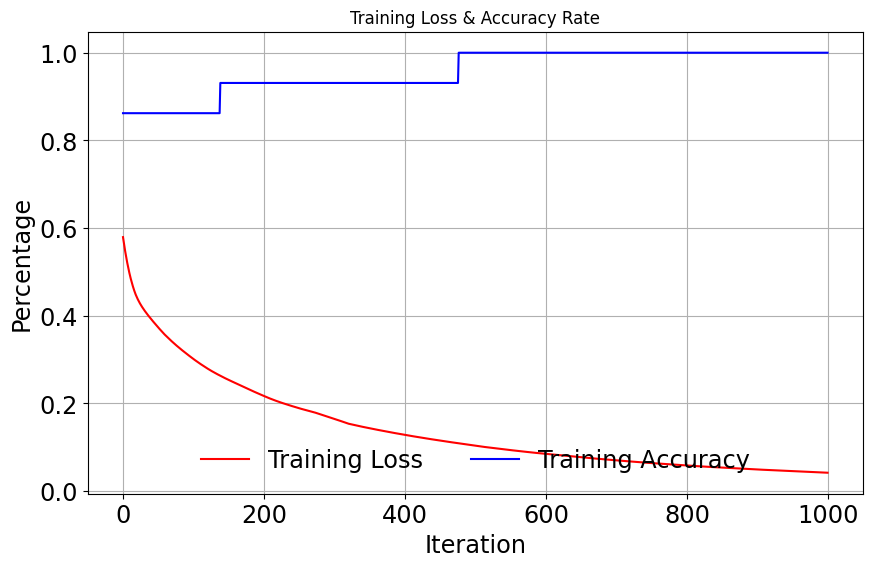 Training Loss & Accuracy Rate
1.0
0.8
0.6
0.4
0.2
0.0
Percentage
Training Loss
Training Accuracy
0 200 400 600 800 1000
Iteration